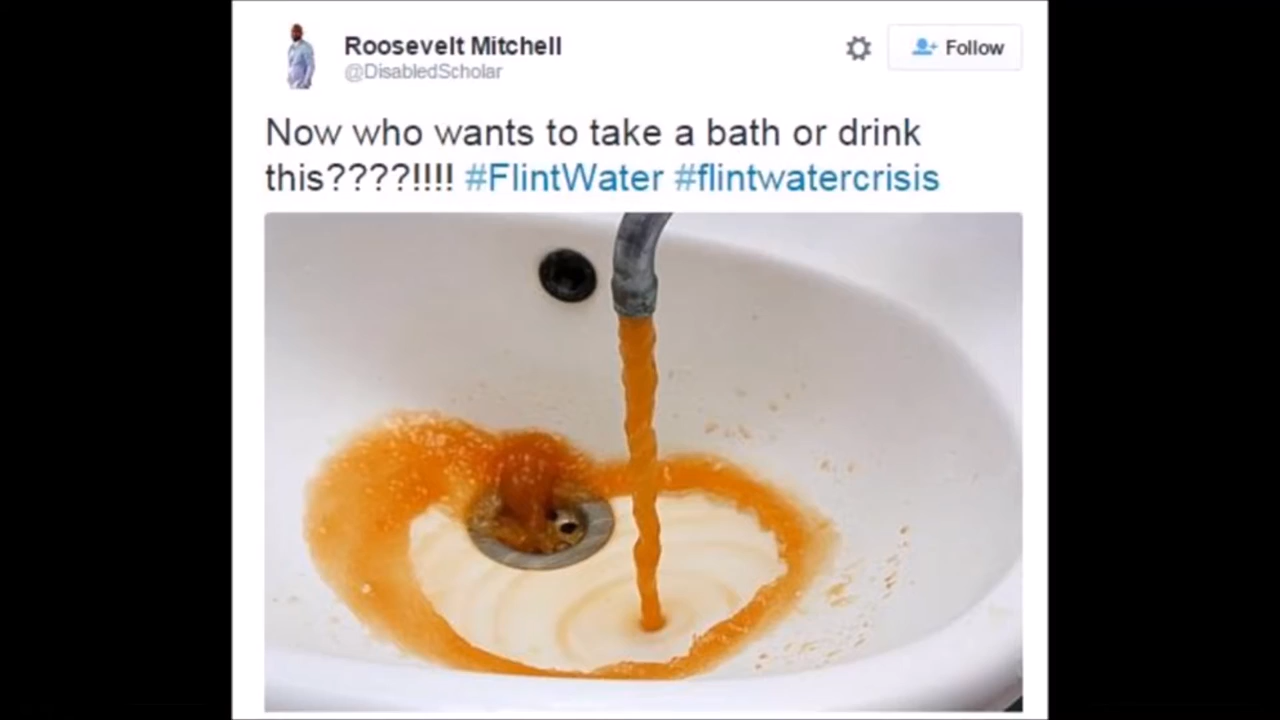 Roosevelt Mitchell
@DisabledScholar
Follow
Now who wants to take a bath or drink
this????!!!! #FlintWater #flintwatercrisis